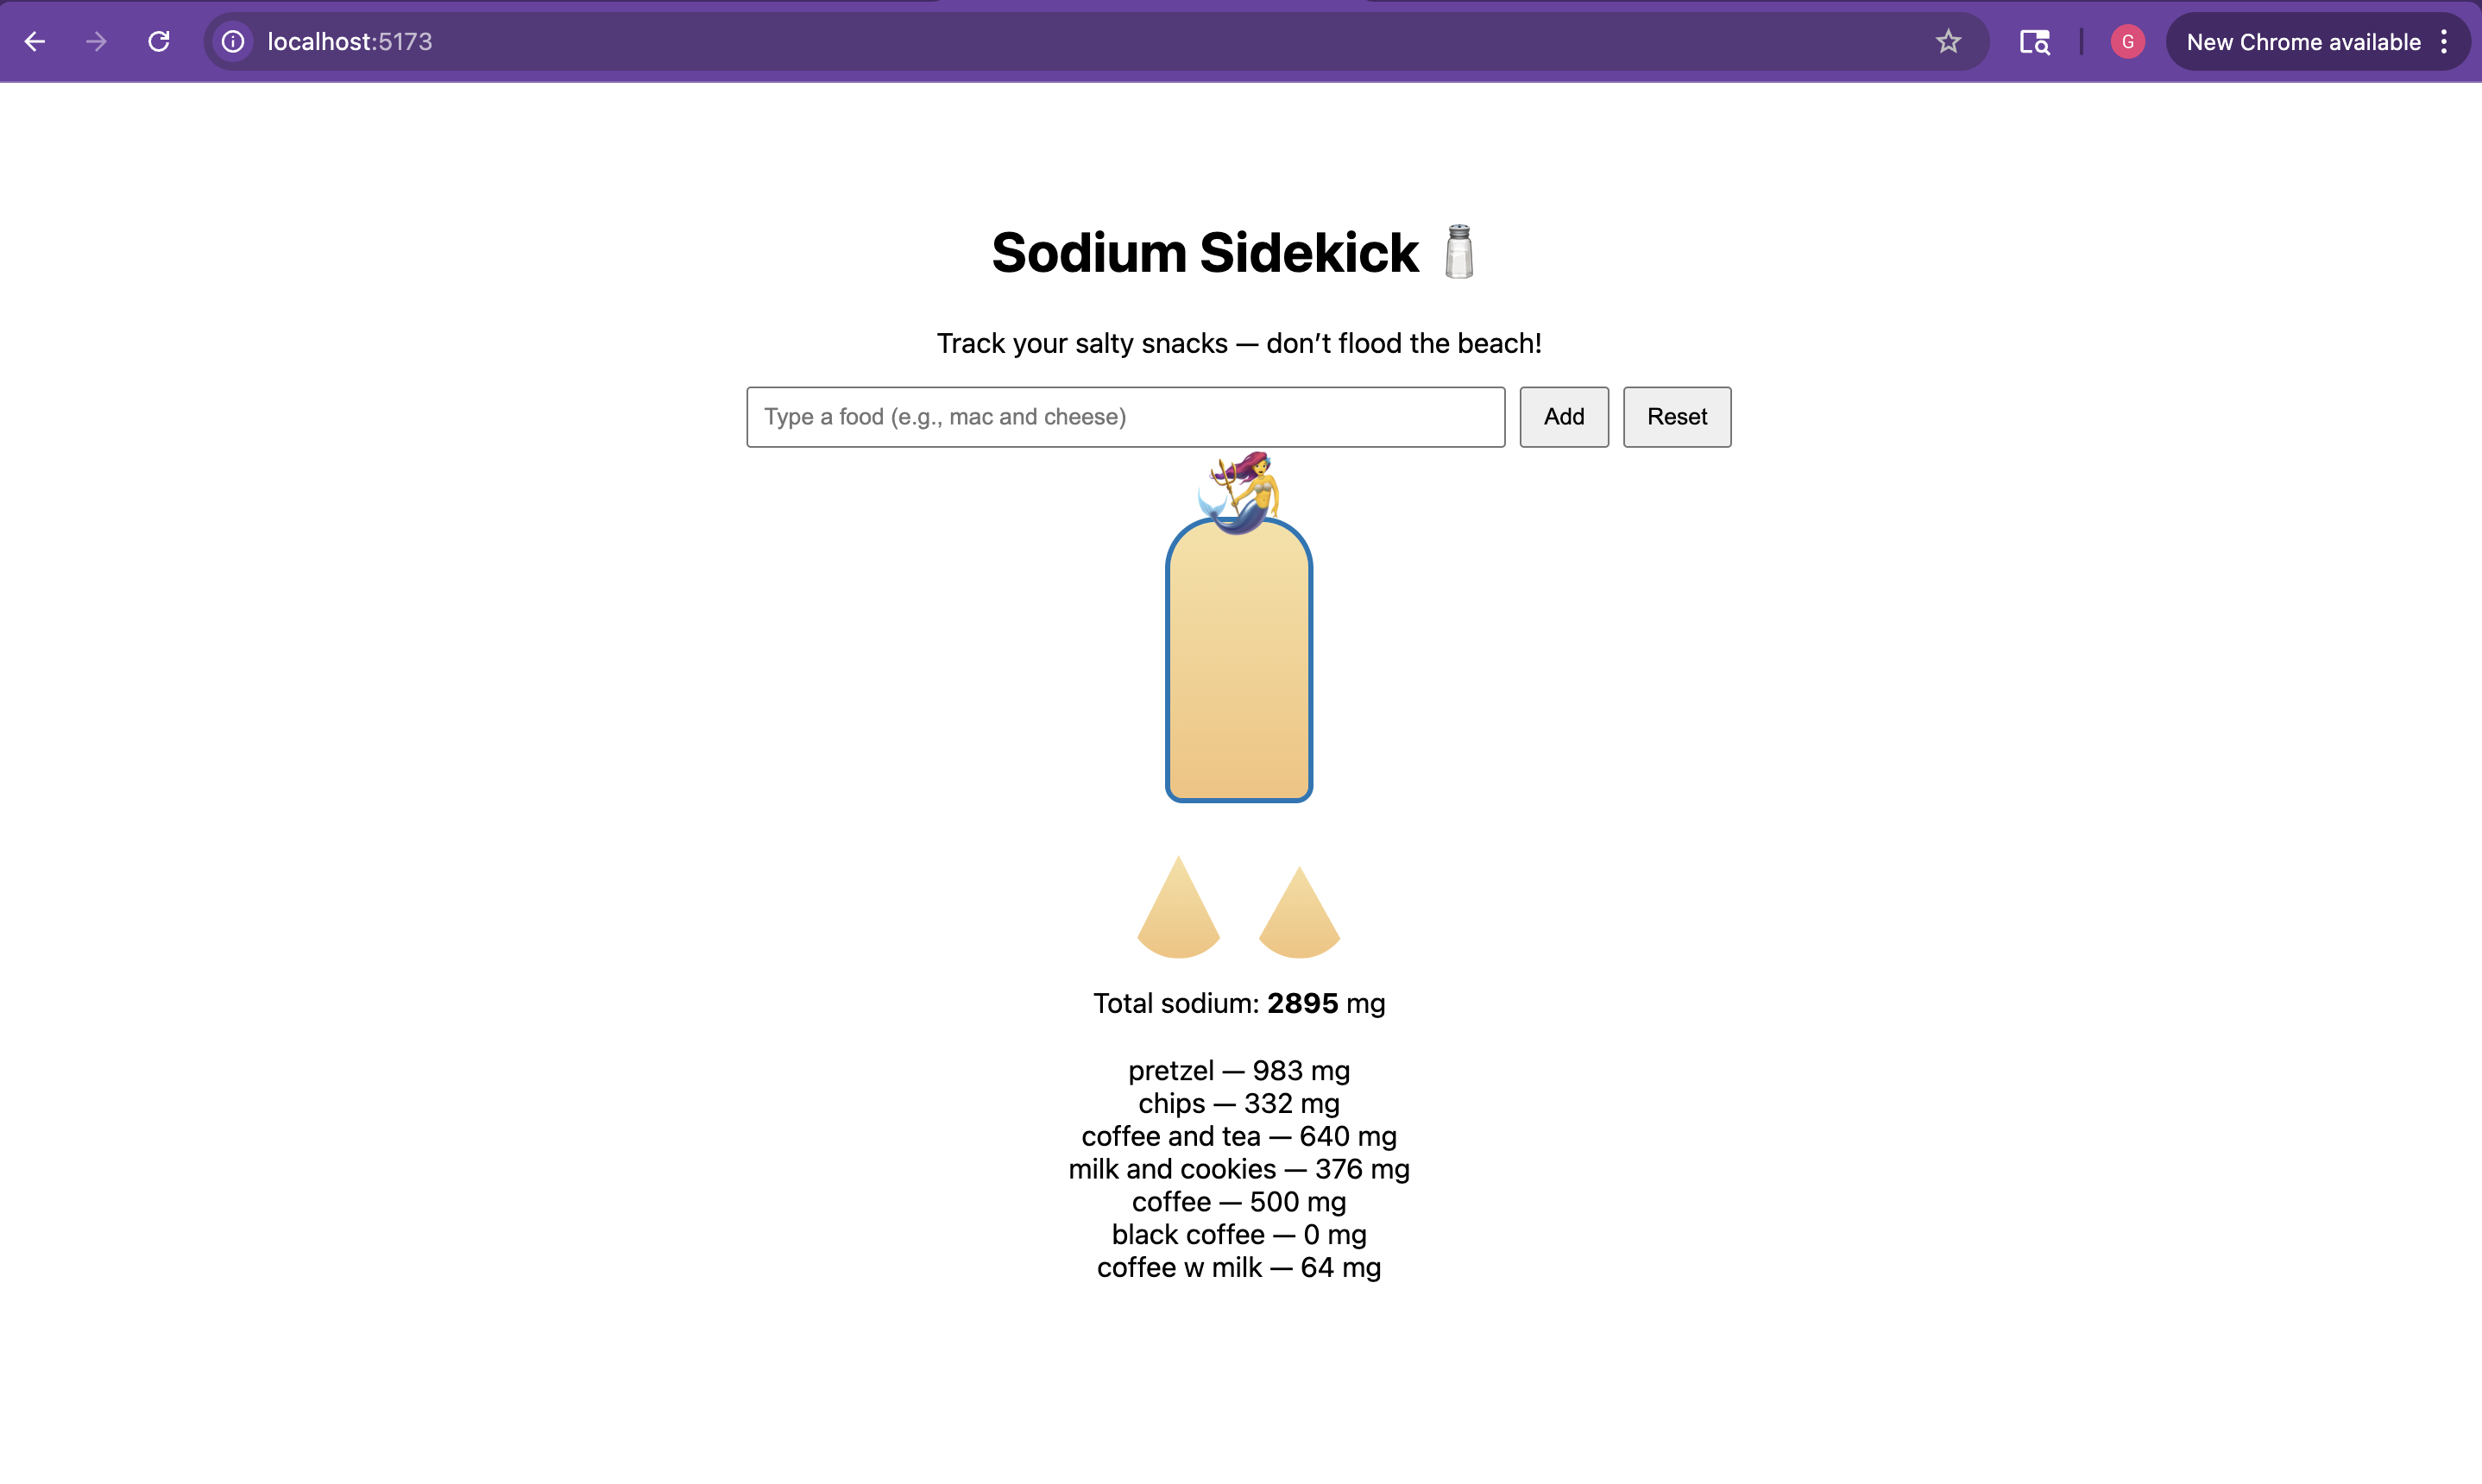 localhost:5173
G
New Chrome available
Sodium Sidekick
Track your salty snacks — don’t flood the beach!
Type a food (e.g., mac and cheese)
Add
Reset
Total sodium: 2895 mg
pretzel — 983 mg
chips — 332 mg
coffee and tea — 640 mg
milk and cookies — 376 mg
coffee — 500 mg
black coffee — 0 mg
coffee w milk — 64 mg